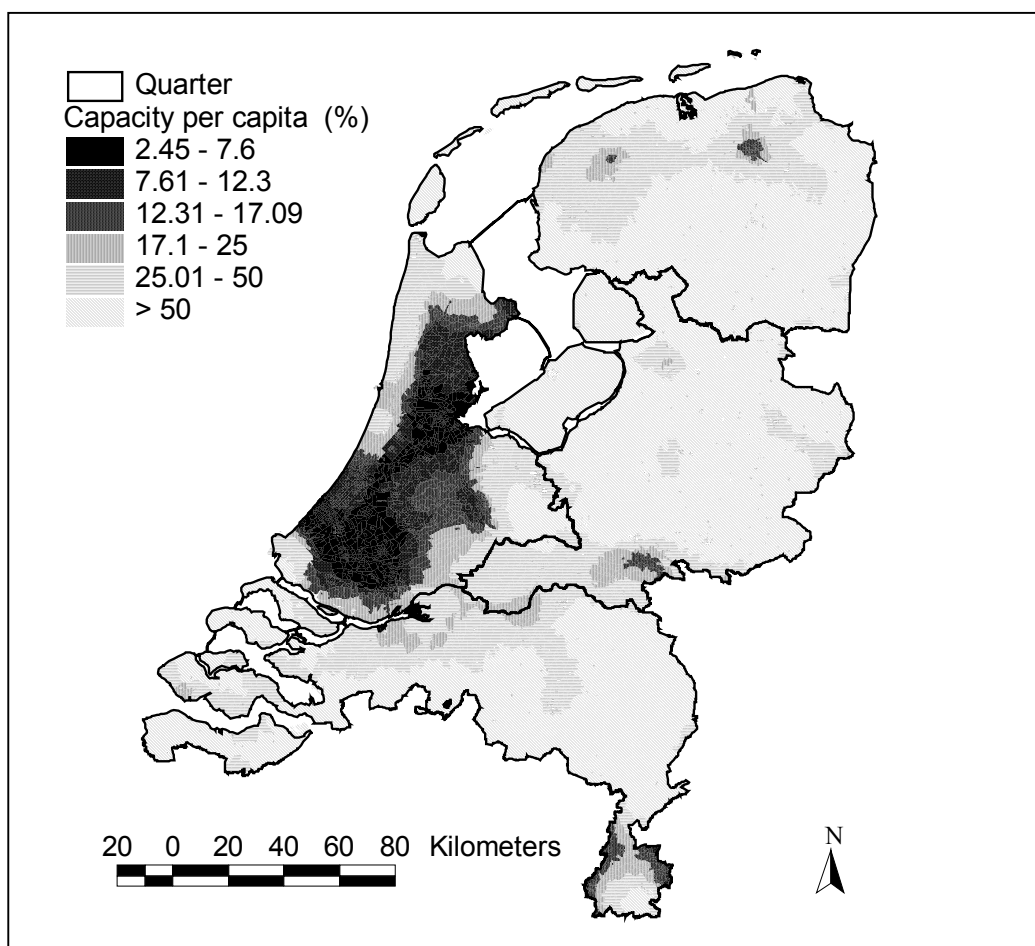 Quarter
Capacity per capita (%)
2.45 - 7.6
7.61 - 12.3
12.31 - 17.09
17.1 - 25
25.01 - 50
> 50
20 0 20 40 60 80 Kilometers
N